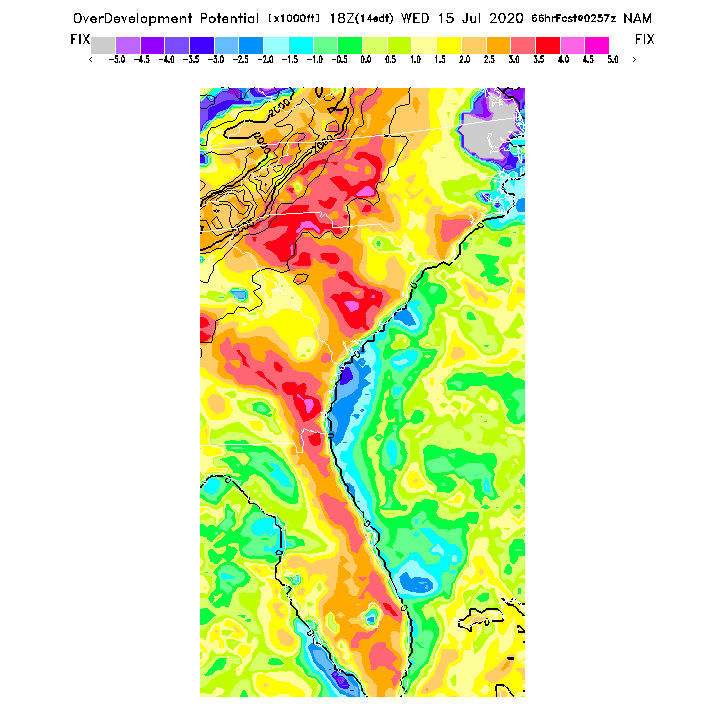 OverDevelopment Potential [x1000ft] 18Z(14edt) WED 15 Jul 2020 66hrFcst@0257z NAM
FIX FIX
< -5.0 -4.5 -4.0 -3.5 -3.0 -2.5 -2.0 -1.5 -1.0 -0.5 0.0 0.5 1.0 1.5 2.0 2.5 3.0 3.5 4.0 4.5 5.0 >
2000